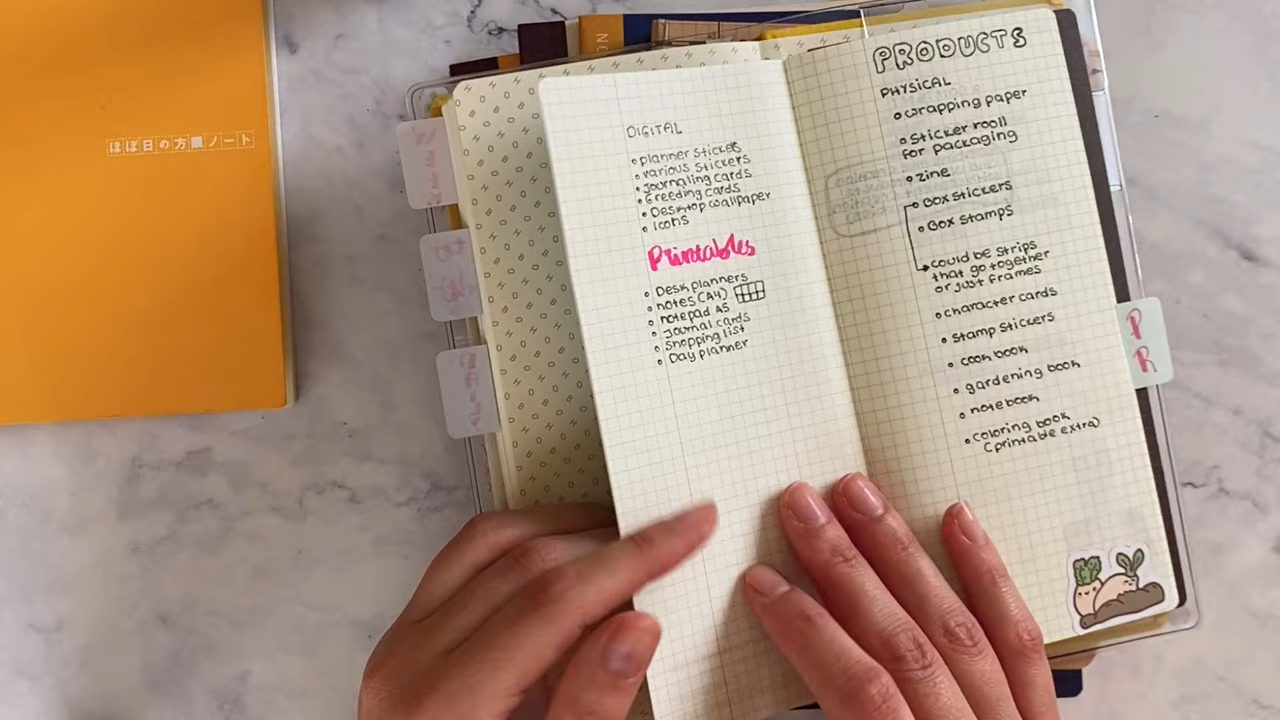 ほぼ日の方眼ノート
DIGITAL
planner stickers
various stickers
Journaling cards
Greeding cards
Desktop wallpaper
Icons
Printables
Desk planners
notes (A4)
notepad A5
Journal cards
Shopping list
Day planner
PRODUCTS
PHYSICAL
wrapping paper
Sticker rooll
for packaging
zine
Box stickers
Box stamps
could be strips
that go together
or just frames
character cards
stamp stickers
cook book
gardening book
notebook
coloring book
(printable extra)
P
R